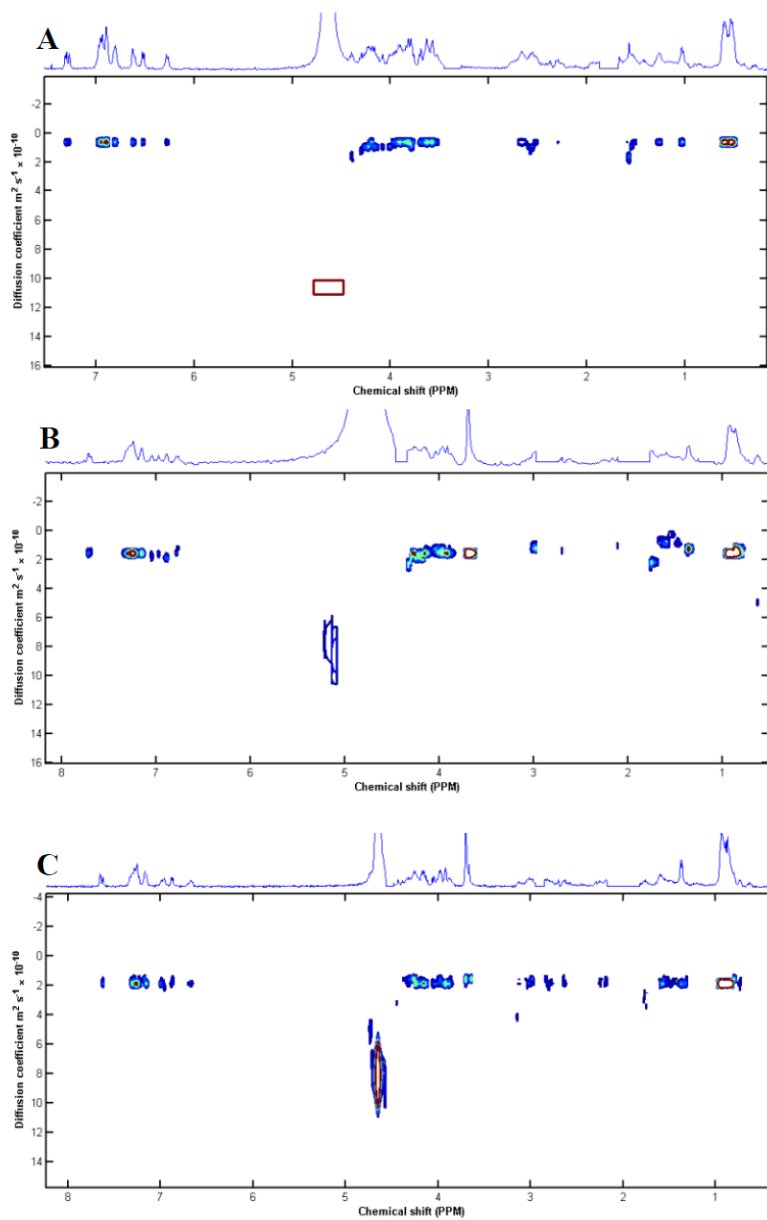 A
-2
0
2
4
6
8
10
12
14
16
Diffusion coefficient m² s⁻¹ × 10⁻¹⁰
7 6 5 4 3 2 1
Chemical shift (PPM)
B
-2
0
2
4
6
8
10
12
14
16
Diffusion coefficient m² s⁻¹ × 10⁻¹⁰
8 7 6 5 4 3 2 1
Chemical shift (PPM)
C
-4
-2
0
2
4
6
8
10
12
14
Diffusion coefficient m² s⁻¹ × 10⁻¹⁰
8 7 6 5 4 3 2 1
Chemical shift (PPM)